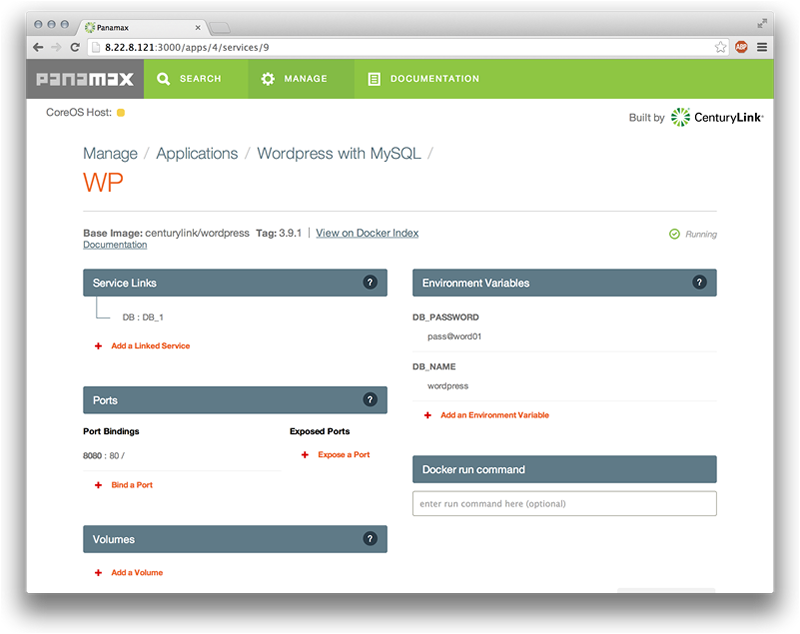 Panamax
8.22.8.121:3000/apps/4/services/9
ABP
panamax
SEARCH
MANAGE
DOCUMENTATION
CoreOS Host:
Built by CenturyLink
Manage / Applications / Wordpress with MySQL /
WP
Base Image: centurylink/wordpress Tag: 3.9.1 | View on Docker Index
Documentation
Running
Service Links ?
DB : DB_1
+ Add a Linked Service
Ports ?
Port Bindings
Exposed Ports
8080 : 80 /
+ Expose a Port
+ Bind a Port
Volumes ?
+ Add a Volume
Environment Variables ?
DB_PASSWORD
pass@word01
DB_NAME
wordpress
+ Add an Environment Variable
Docker run command
enter run command here (optional)